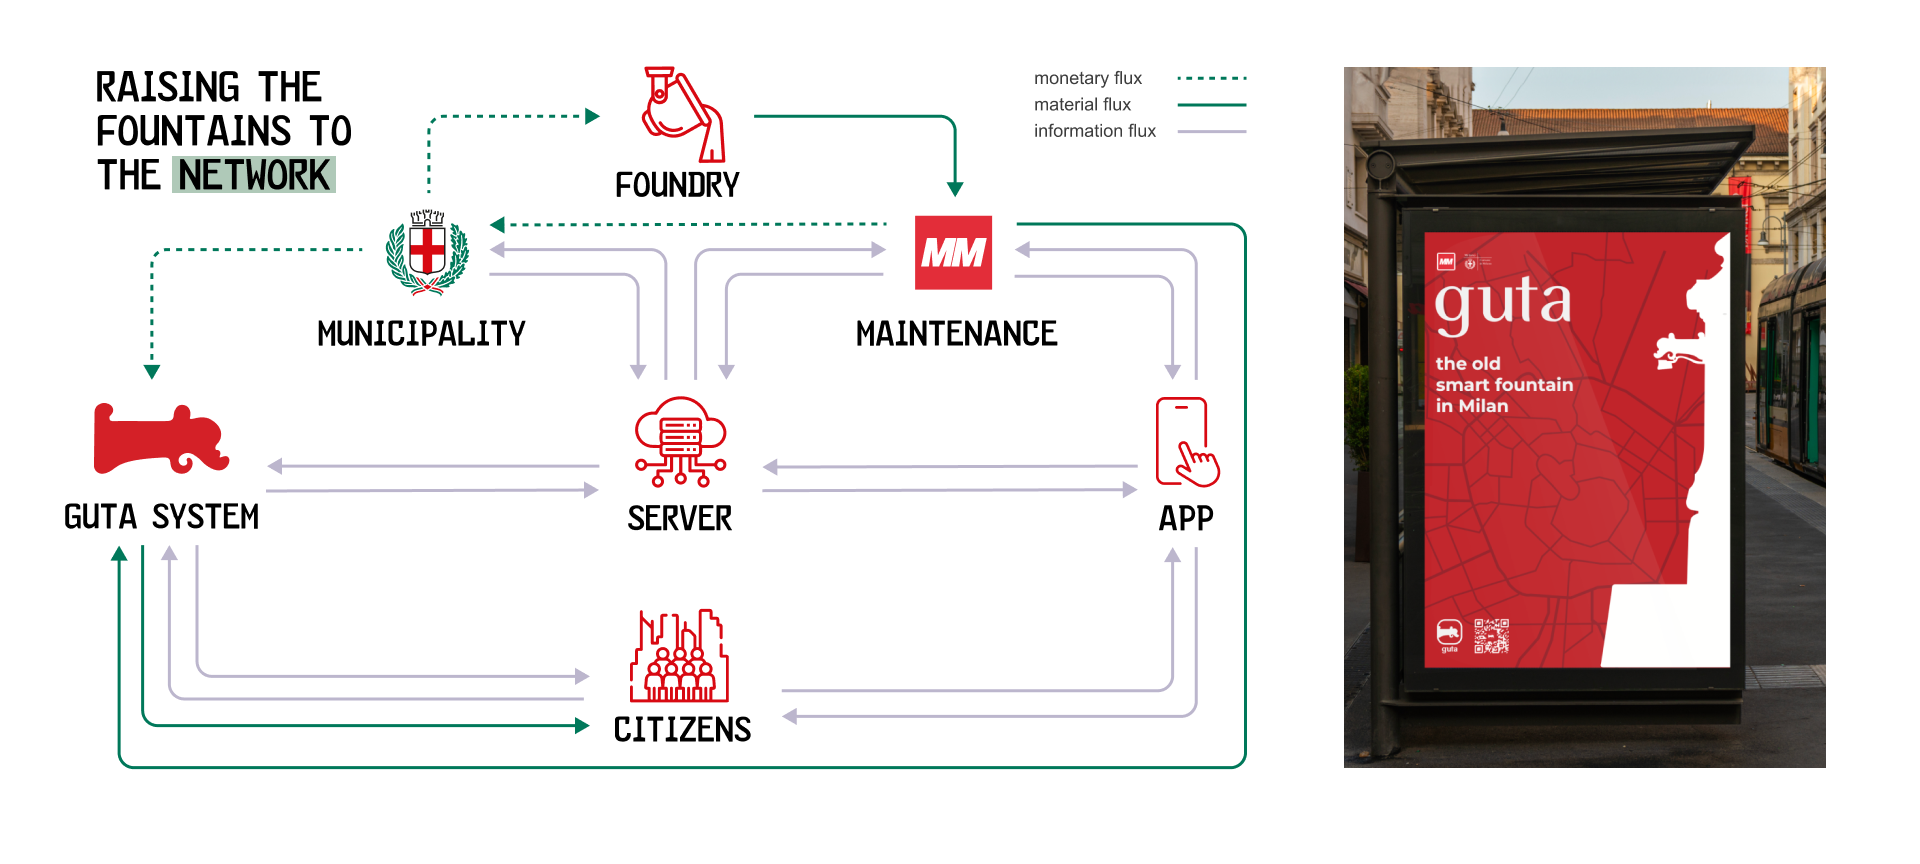 RAISING THE
FOUNTAINS TO
THE NETWORK
monetary flux
material flux
information flux
FOUNDRY
MM
MUNICIPALITY
MAINTENANCE
GUTA SYSTEM
SERVER
APP
CITIZENS
MM
guta
the old
smart fountain
in Milan
guta